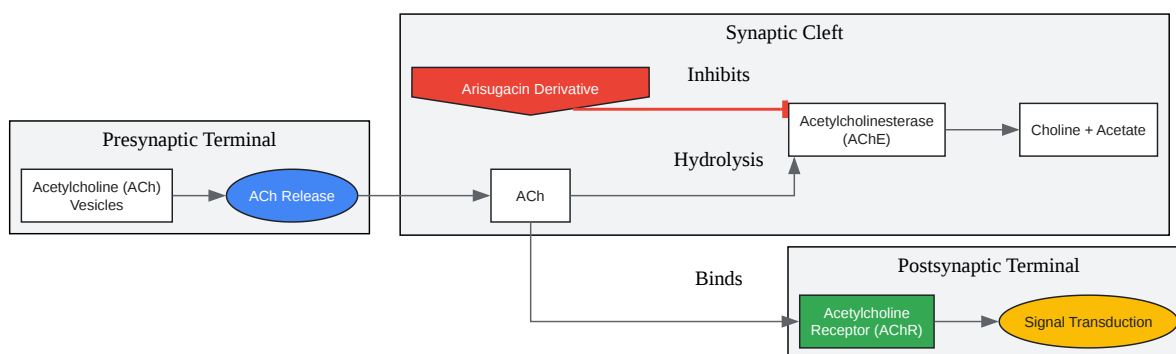 Synaptic Cleft
Inhibits
Arisugacin Derivative
Acetylcholinesterase
(AChE)
Choline + Acetate
Presynaptic Terminal
Hydrolysis
Acetylcholine (ACh)
Vesicles
ACh Release
ACh
Postsynaptic Terminal
Binds
Acetylcholine
Receptor (AChR)
Signal Transduction